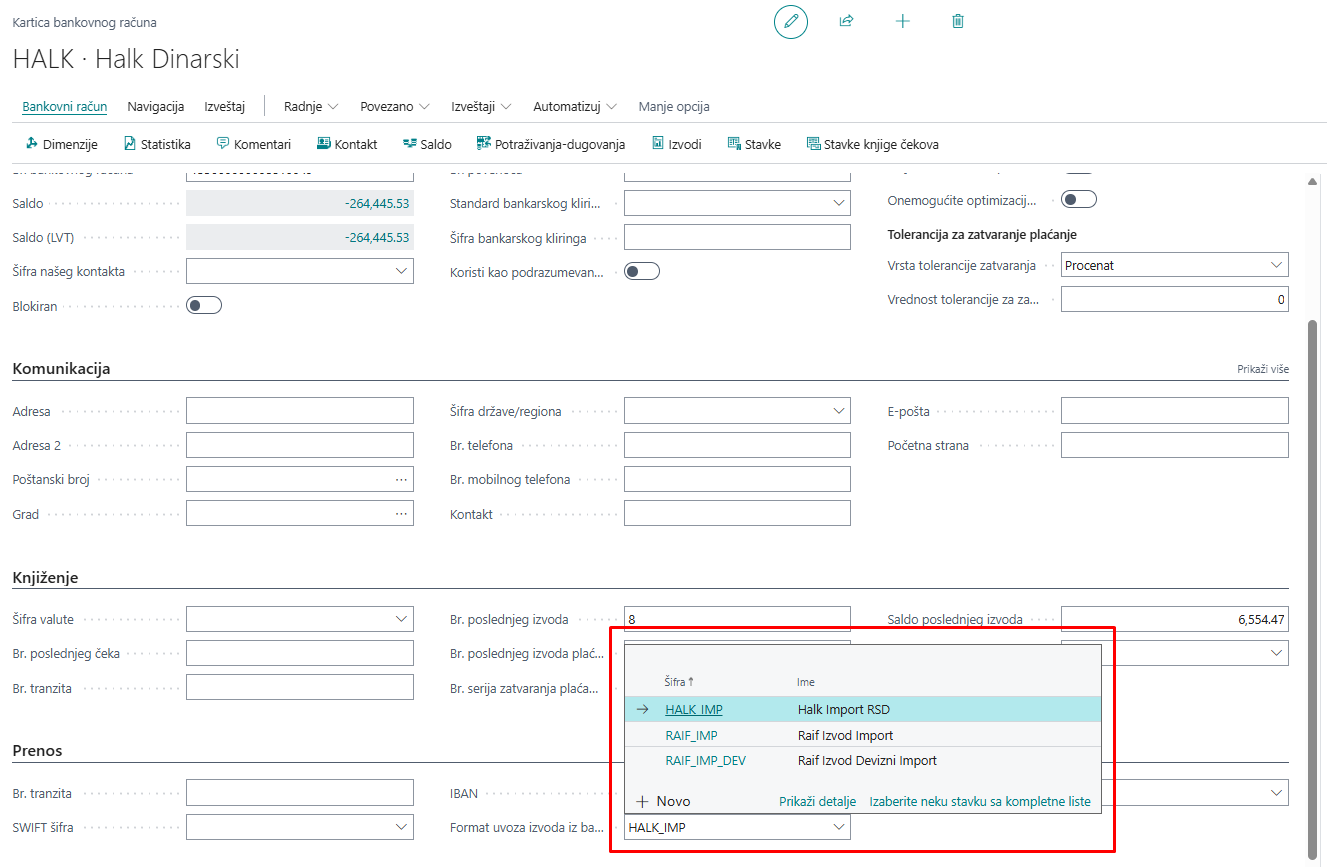 Kartica bankovnog računa
HALK · Halk Dinarski
Bankovni račun Navigacija Izveštaj Radnje Povezano Izveštaji Automatizuj Manje opcija
Dimenzije Statistika Komentari Kontakt Saldo Potraživanja-dugovanja Izvodi Stavke Stavke knjige čekova
Saldo -264,445.53 Standard bankarskog kliri... Onemogućite optimizacij...
Saldo (LVT) -264,445.53 Šifra bankarskog kliringa Tolerancija za zatvaranje plaćanje
Šifra našeg kontakta Koristi kao podrazumevan... Vrsta tolerancije zatvaranja Procenat
Blokiran Vrednost tolerancije za za... 0
Komunikacija Prikaži više
Adresa Šifra države/regiona E-pošta
Adresa 2 Br. telefona Početna strana
Poštanski broj ... Br. mobilnog telefona
Grad ... Kontakt
Knjiženje
Šifra valute Br. poslednjeg izvoda 8 Saldo poslednjeg izvoda 6,554.47
Br. poslednjeg čeka Br. poslednjeg izvoda plać...
Br. tranzita Br. serija zatvaranja plaća...
Šifra ↑ Ime
HALK_IMP Halk Import RSD
RAIF_IMP Raif Izvod Import
RAIF_IMP_DEV Raif Izvod Devizni Import
+ Novo Prikaži detalje Izaberite neku stavku sa kompletne liste
Prenos
Br. tranzita IBAN
SWIFT šifra Format uvoza izvoda iz ba... HALK_IMP